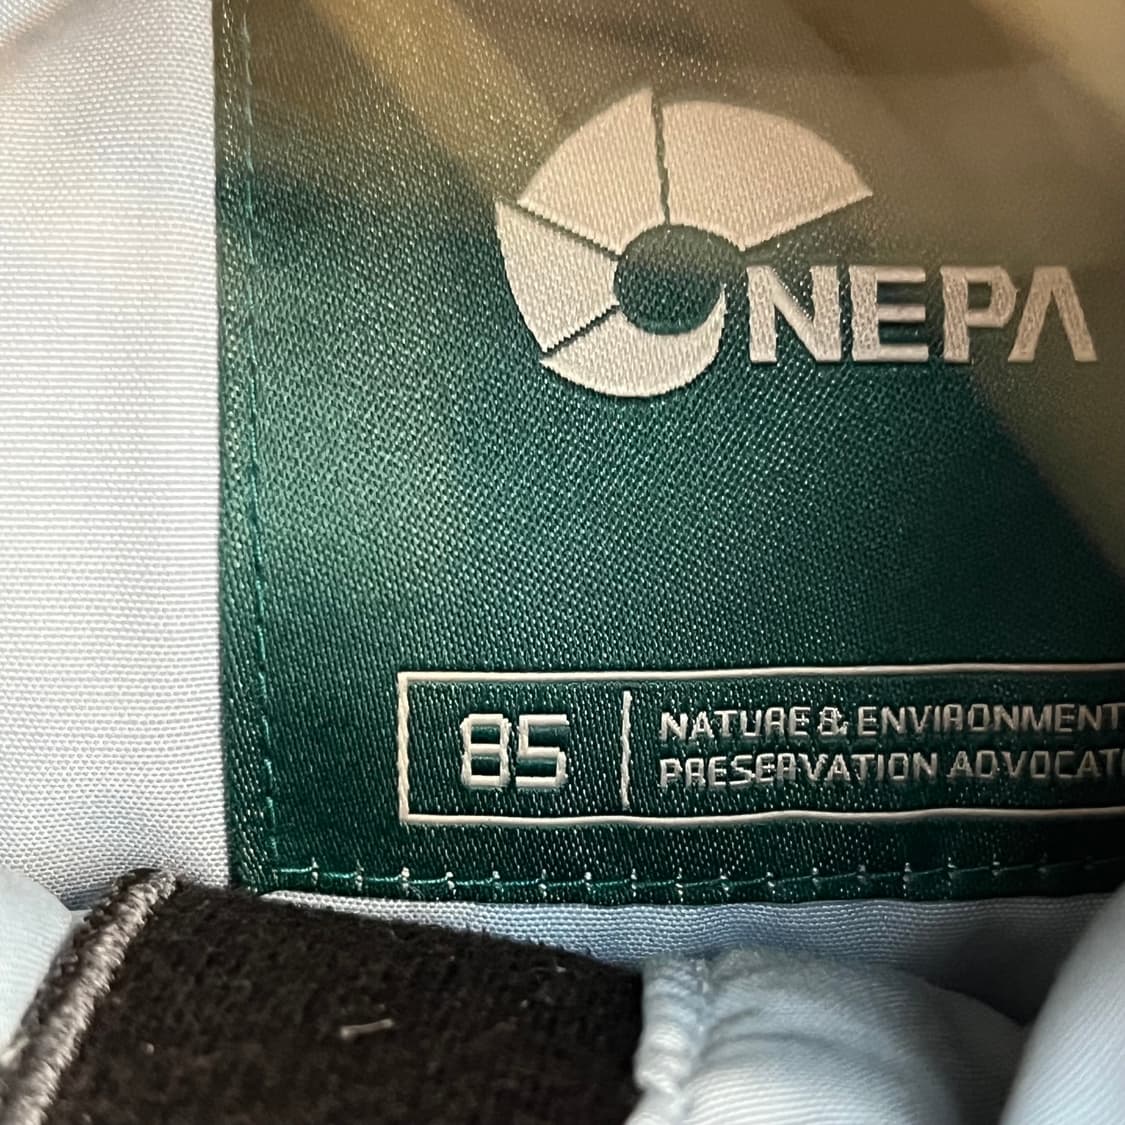 NEPA
85
NATURE & ENVIRONMENT
PRESERVATION ADVOCAT